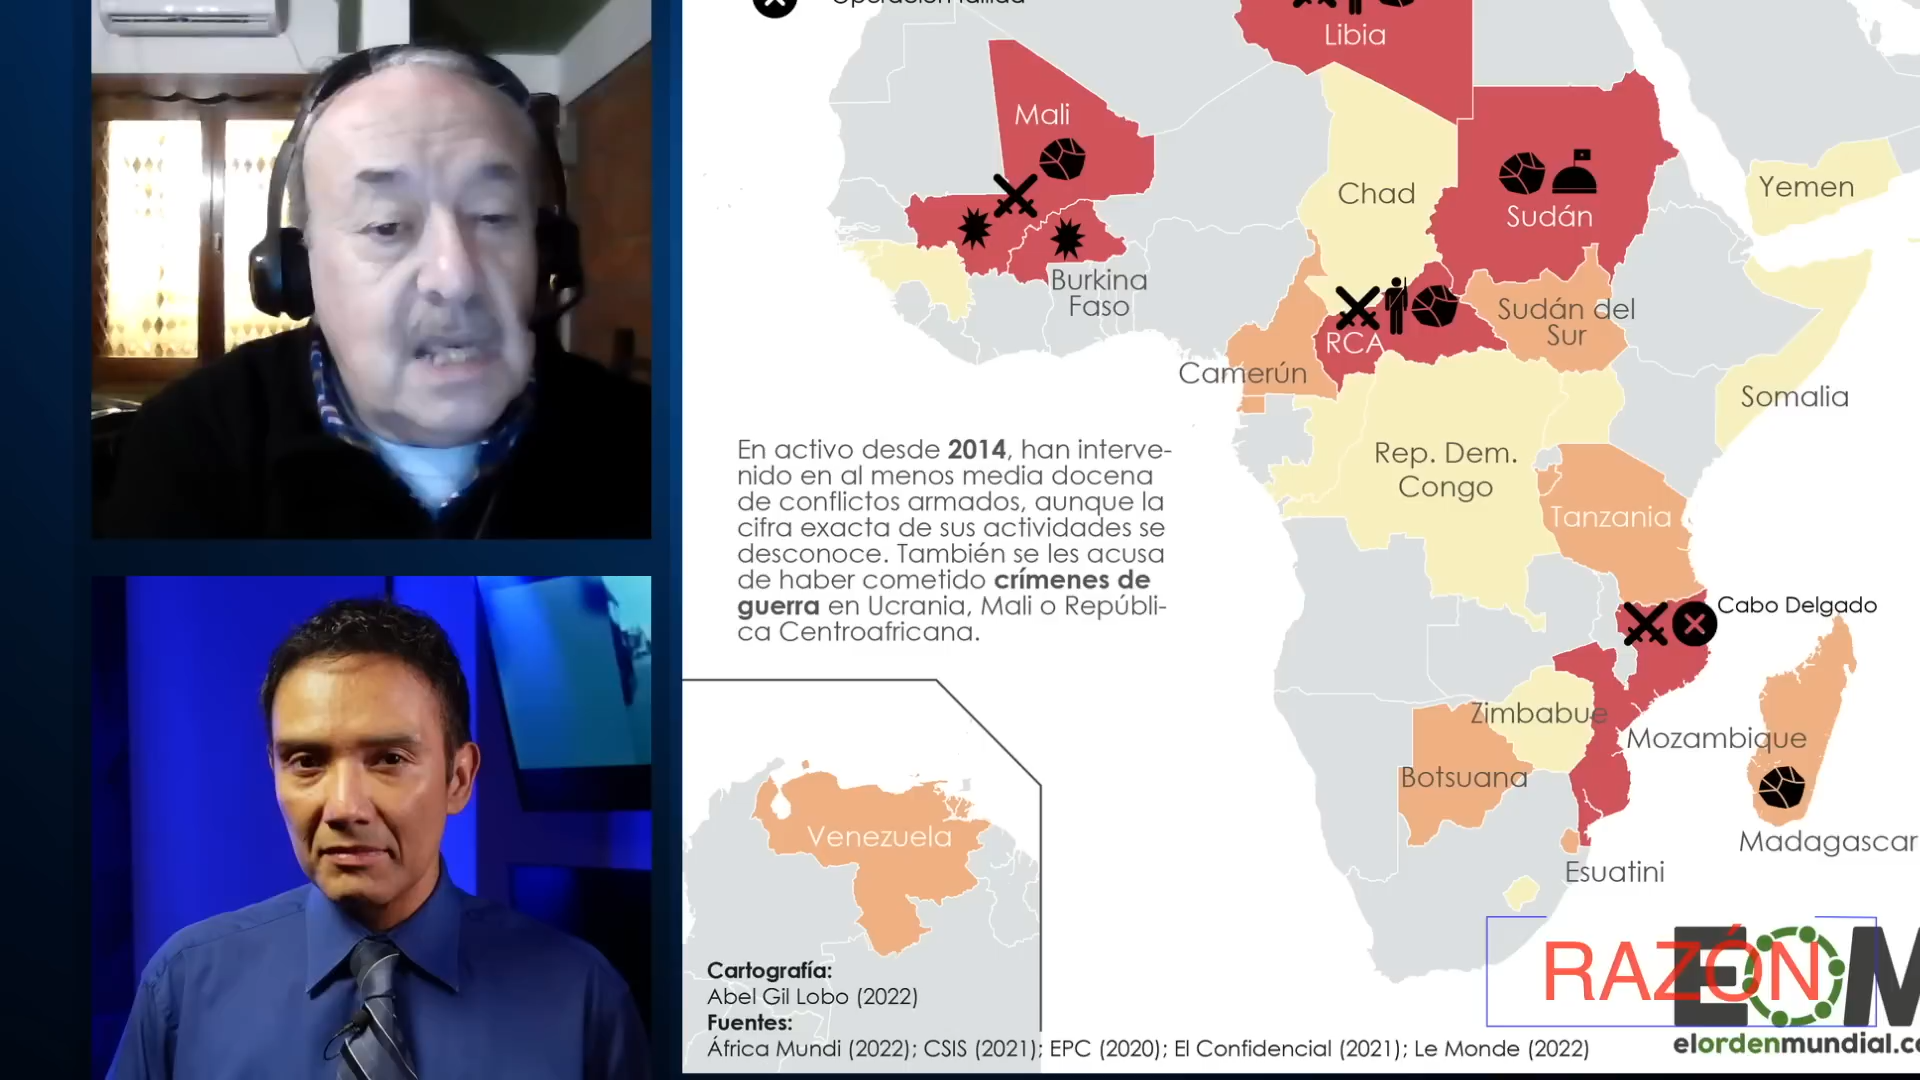 Libia
Mali
Chad
Sudán
Yemen
Burkina
Faso
Sudán del
Sur
RCA
Camerún
Somalia
En activo desde 2014, han interve-
nido en al menos media docena
de conflictos armados, aunque la
cifra exacta de sus actividades se
desconoce. También se les acusa
de haber cometido crímenes de
guerra en Ucrania, Mali o Repúbli-
ca Centroafricana.
Rep. Dem.
Congo
Tanzania
Cabo Delgado
Zimbabue
Mozambique
Botsuana
Madagascar
Esuatini
Venezuela
RAZÓN
EOM
elordenmundial.co
Cartografía:
Abel Gil Lobo (2022)
Fuentes:
África Mundi (2022); CSIS (2021); EPC (2020); El Confidencial (2021); Le Monde (2022)